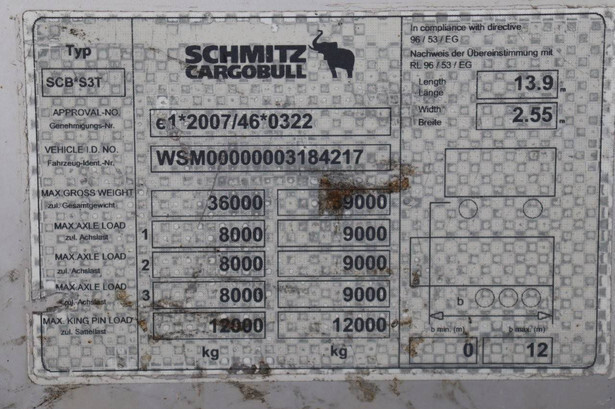 Typ
SCB*S3T
SCHMITZ
CARGOBULL
APPROVAL-NO.
Genehmigungs-Nr.
e1*2007/46*0322
VEHICLE I.D. NO.
Fahrzeug-Ident.-Nr.
WSM00000003184217
MAX.GROSS WEIGHT
zul. Gesamtgewicht
36000 39000
MAX.AXLE LOAD
zul. Achslast
1 8000 9000
MAX.AXLE LOAD
zul. Achslast
2 8000 9000
MAX.AXLE LOAD
zul. Achslast
3 8000 9000
MAX. KING PIN LOAD
zul. Sattellast
12000 12000
kg kg
In compliance with directive
96 / 53 / EG
Nachweis der Übereinstimmung mit
RL 96 / 53 / EG
Length
Länge
13.9 m
Width
Breite
2.55 m
b
b min. (m) b max. (m)
0 12